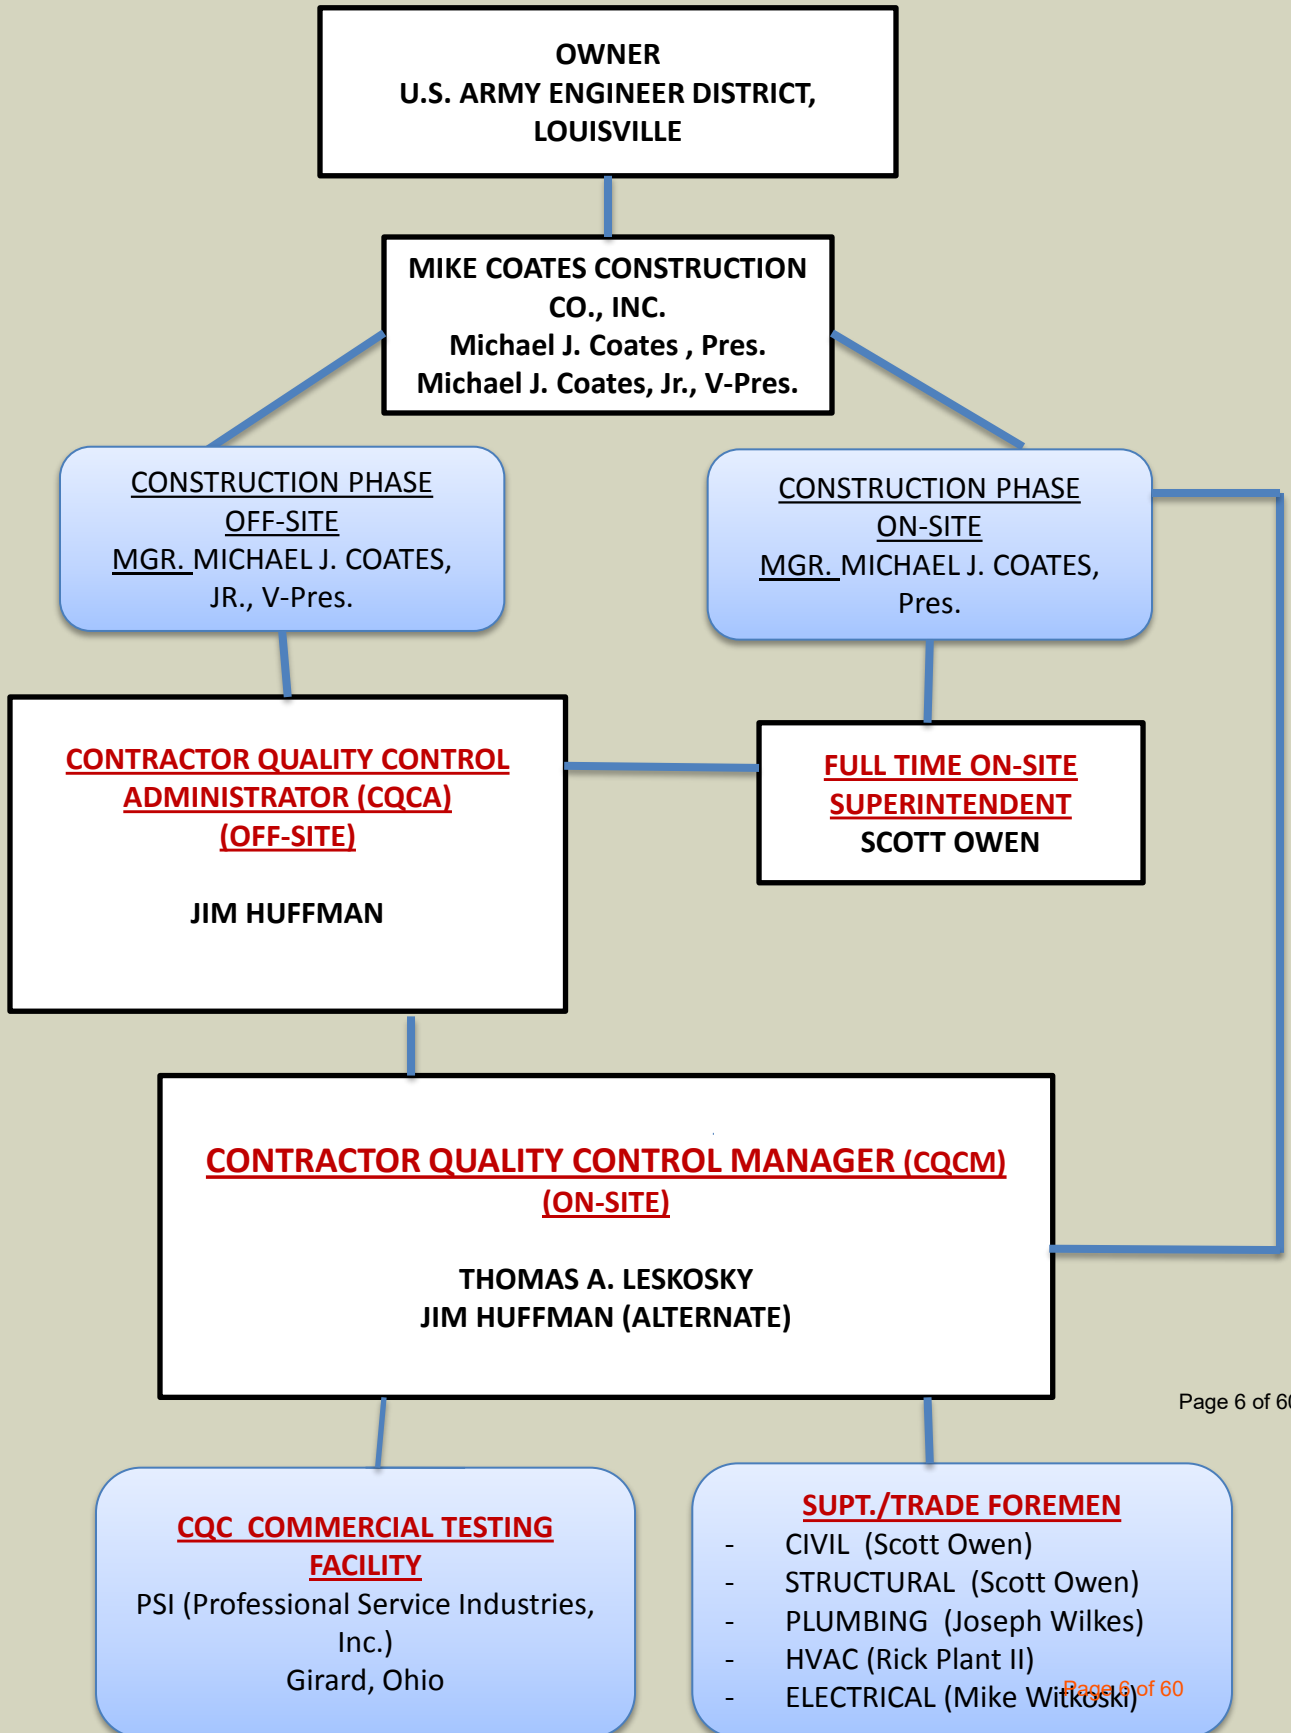 OWNER
U.S. ARMY ENGINEER DISTRICT,
LOUISVILLE
MIKE COATES CONSTRUCTION
CO., INC.
Michael J. Coates , Pres.
Michael J. Coates, Jr., V-Pres.
CONSTRUCTION PHASE
OFF-SITE
MGR. MICHAEL J. COATES,
JR., V-Pres.
CONSTRUCTION PHASE
ON-SITE
MGR. MICHAEL J. COATES,
Pres.
CONTRACTOR QUALITY CONTROL
ADMINISTRATOR (CQCA)
(OFF-SITE)
JIM HUFFMAN
FULL TIME ON-SITE
SUPERINTENDENT
SCOTT OWEN
CONTRACTOR QUALITY CONTROL MANAGER (CQCM)
(ON-SITE)
THOMAS A. LESKOSKY
JIM HUFFMAN (ALTERNATE)
Page 6 of 60
CQC COMMERCIAL TESTING
FACILITY
PSI (Professional Service Industries,
Inc.)
Girard, Ohio
SUPT./TRADE FOREMEN
- CIVIL (Scott Owen)
- STRUCTURAL (Scott Owen)
- PLUMBING (Joseph Wilkes)
- HVAC (Rick Plant II)
- ELECTRICAL (Mike Witkoski)
Page 6 of 60